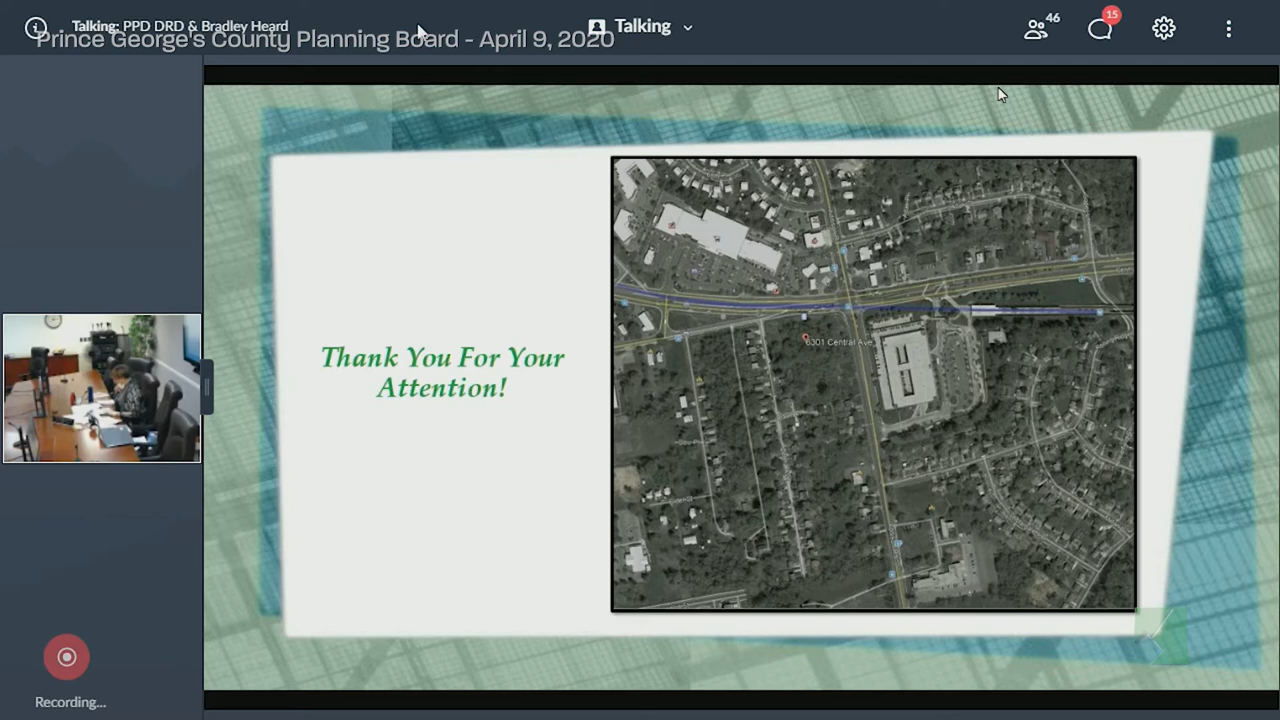 Talking: PPD DRD & Bradley Heard
Prince George's County Planning Board - April 9, 2020
Talking
46
15
Thank You For Your
Attention!
6301 Central Ave
Recording...